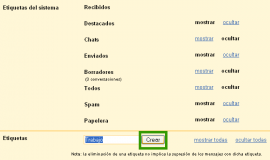 Etiquetas del sistema Recibidos
Destacados mostrar ocultar
Chats mostrar ocultar
Enviados mostrar ocultar
Borradores mostrar ocultar
(3 conversaciones)
Todos mostrar ocultar
Spam mostrar ocultar
Papelera mostrar ocultar
Etiquetas Trabajo Crear mostrar todas ocultar todas
Nota: la eliminación de una etiqueta no implica la supresión de los mensajes con dicha etiqueta.